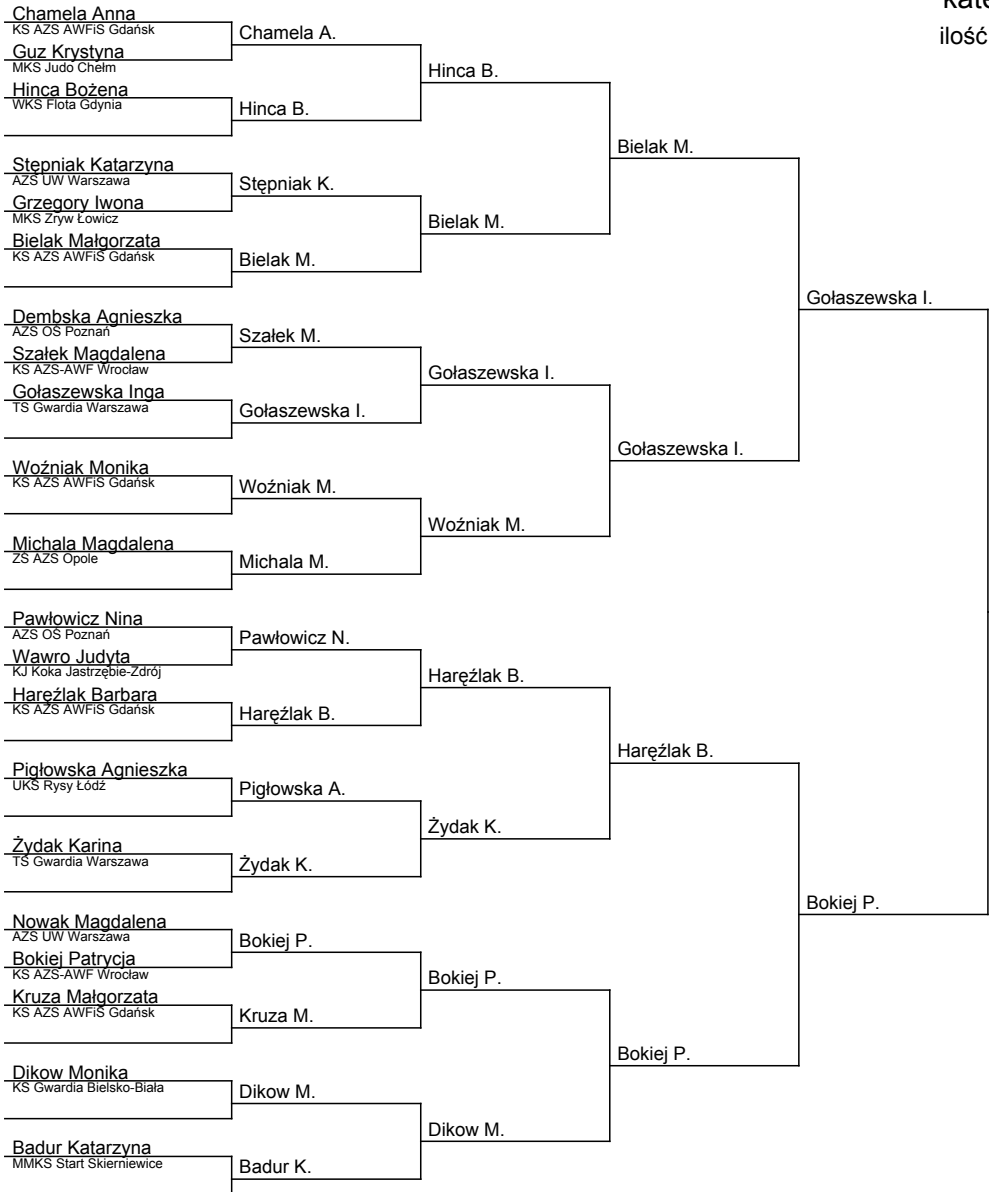 Chamela Anna
KS AZS AWFiS Gdańsk
Guz Krystyna
MKS Judo Chełm
Hinca Bożena
WKS Flota Gdynia
Stępniak Katarzyna
AZS UW Warszawa
Grzegory Iwona
MKS Zryw Łowicz
Bielak Małgorzata
KS AZS AWFiS Gdańsk
Dembska Agnieszka
AZS OŚ Poznań
Szałek Magdalena
KS AZS-AWF Wrocław
Gołaszewska Inga
TS Gwardia Warszawa
Woźniak Monika
KS AZS AWFiS Gdańsk
Michala Magdalena
ZŚ AZS Opole
Pawłowicz Nina
AZS OŚ Poznań
Wawro Judyta
KJ Koka Jastrzębie-Zdrój
Haręźlak Barbara
KS AZS AWFiS Gdańsk
Pigłowska Agnieszka
UKS Rysy Łódź
Żydak Karina
TS Gwardia Warszawa
Nowak Magdalena
AZS UW Warszawa
Bokiej Patrycja
KS AZS-AWF Wrocław
Kruza Małgorzata
KS AZS AWFiS Gdańsk
Dikow Monika
KS Gwardia Bielsko-Biała
Badur Katarzyna
MMKS Start Skierniewice
Chamela A.
Hinca B.
Stępniak K.
Bielak M.
Szałek M.
Gołaszewska I.
Woźniak M.
Michala M.
Pawłowicz N.
Haręźlak B.
Pigłowska A.
Żydak K.
Bokiej P.
Kruza M.
Dikow M.
Badur K.
Hinca B.
Bielak M.
Gołaszewska I.
Woźniak M.
Haręźlak B.
Żydak K.
Bokiej P.
Dikow M.
Bielak M.
Gołaszewska I.
Haręźlak B.
Bokiej P.
Gołaszewska I.
Bokiej P.
ilość